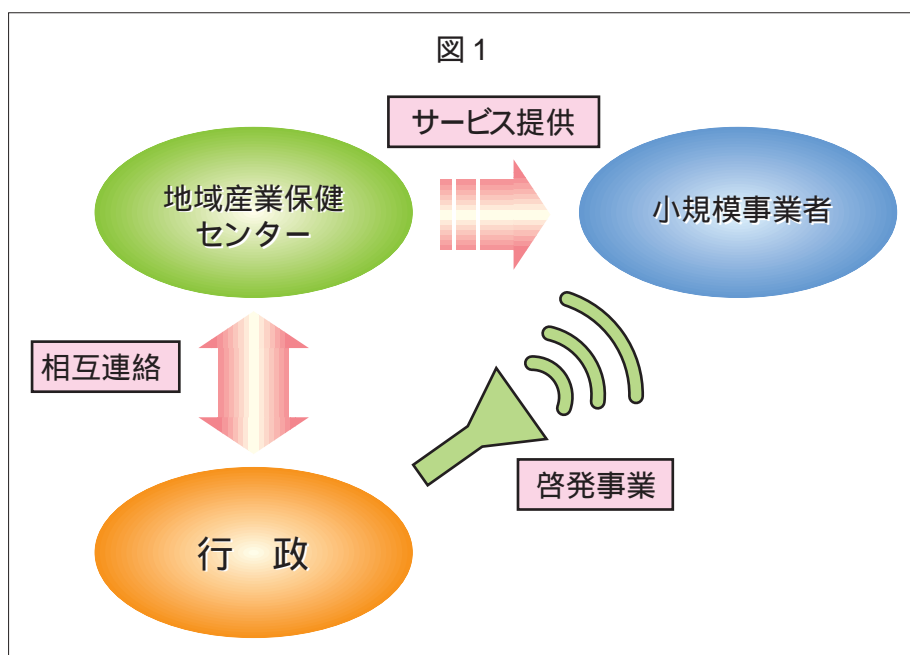 図1
サービス提供
地域産業保健
センター
小規模事業者
相互連絡
啓発事業
行 政